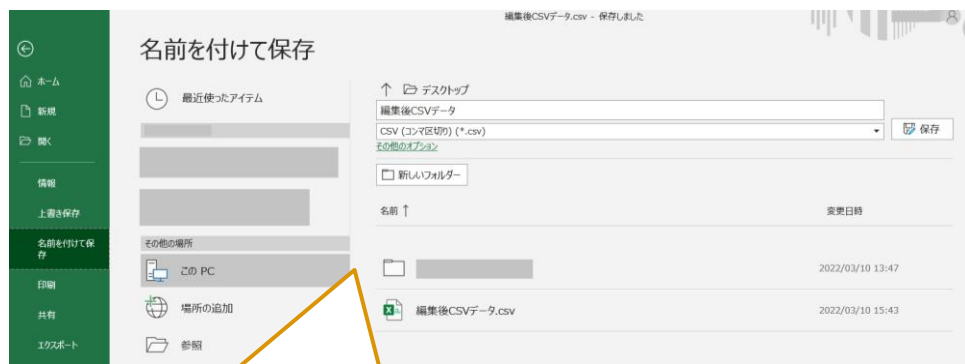 編集後CSVデータ.csv - 保存しました
名前を付けて保存
ホーム
新規
開く
情報
上書き保存
名前を付けて保
存
印刷
共有
エクスポート
最近使ったアイテム
その他の場所
この PC
場所の追加
参照
↑ デスクトップ
編集後CSVデータ
CSV (コンマ区切り) (*.csv)
保存
その他のオプション
新しいフォルダー
名前 ↑ 変更日時
2022/03/10 13:47
編集後CSVデータ.csv 2022/03/10 15:43